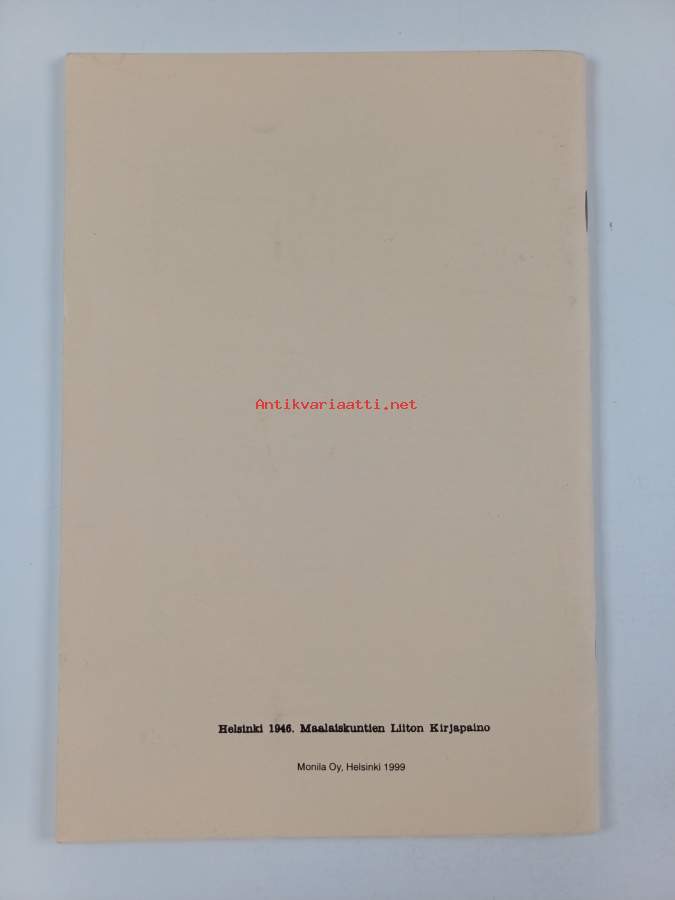 Antikvariaatti.net
Helsinki 1946. Maalaiskuntien Liiton Kirjapaino
Monila Oy, Helsinki 1999